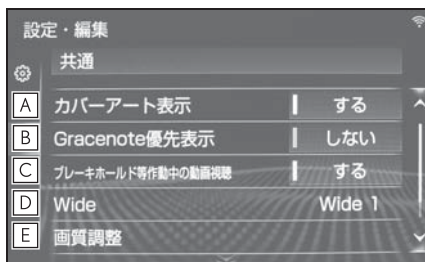 設定・編集
共通
A カバーアート表示 する
B Gracenote優先表示 しない
C ブレーキホールド等作動中の動画視聴 する
D Wide Wide 1
E 画質調整